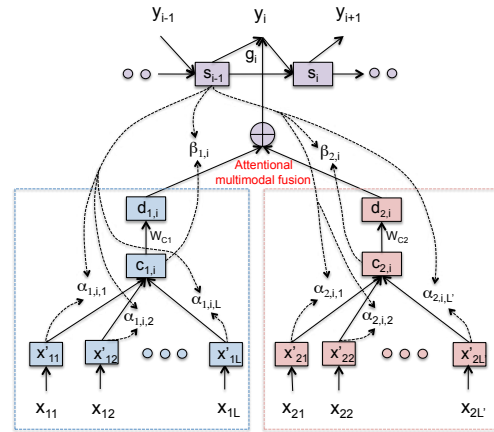 y_{i-1} y_i y_{i+1}
g_i
s_{i-1} s_i
β_{1,i} β_{2,i}
Attentional
multimodal fusion
d_{1,i} d_{2,i}
W_{C1} W_{C2}
c_{1,i} c_{2,i}
α_{1,i,1} α_{1,i,2} α_{1,i,L} α_{2,i,1} α_{2,i,2} α_{2,i,L'}
x'_{11} x'_{12} x'_{1L} x'_{21} x'_{22} x'_{2L'}
x_{11} x_{12} x_{1L} x_{21} x_{22} x_{2L'}